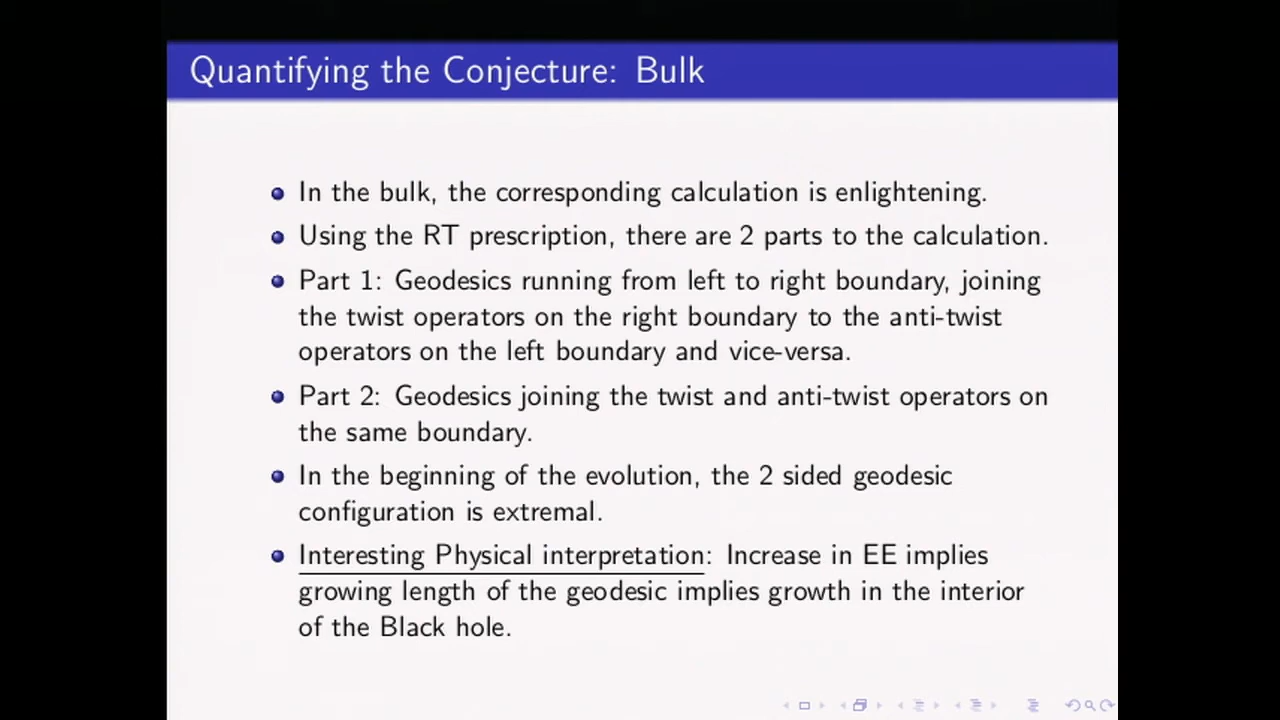 Quantifying the Conjecture: Bulk
In the bulk, the corresponding calculation is enlightening.
Using the RT prescription, there are 2 parts to the calculation.
Part 1: Geodesics running from left to right boundary, joining
the twist operators on the right boundary to the anti-twist
operators on the left boundary and vice-versa.
Part 2: Geodesics joining the twist and anti-twist operators on
the same boundary.
In the beginning of the evolution, the 2 sided geodesic
configuration is extremal.
Interesting Physical interpretation: Increase in EE implies
growing length of the geodesic implies growth in the interior
of the Black hole.